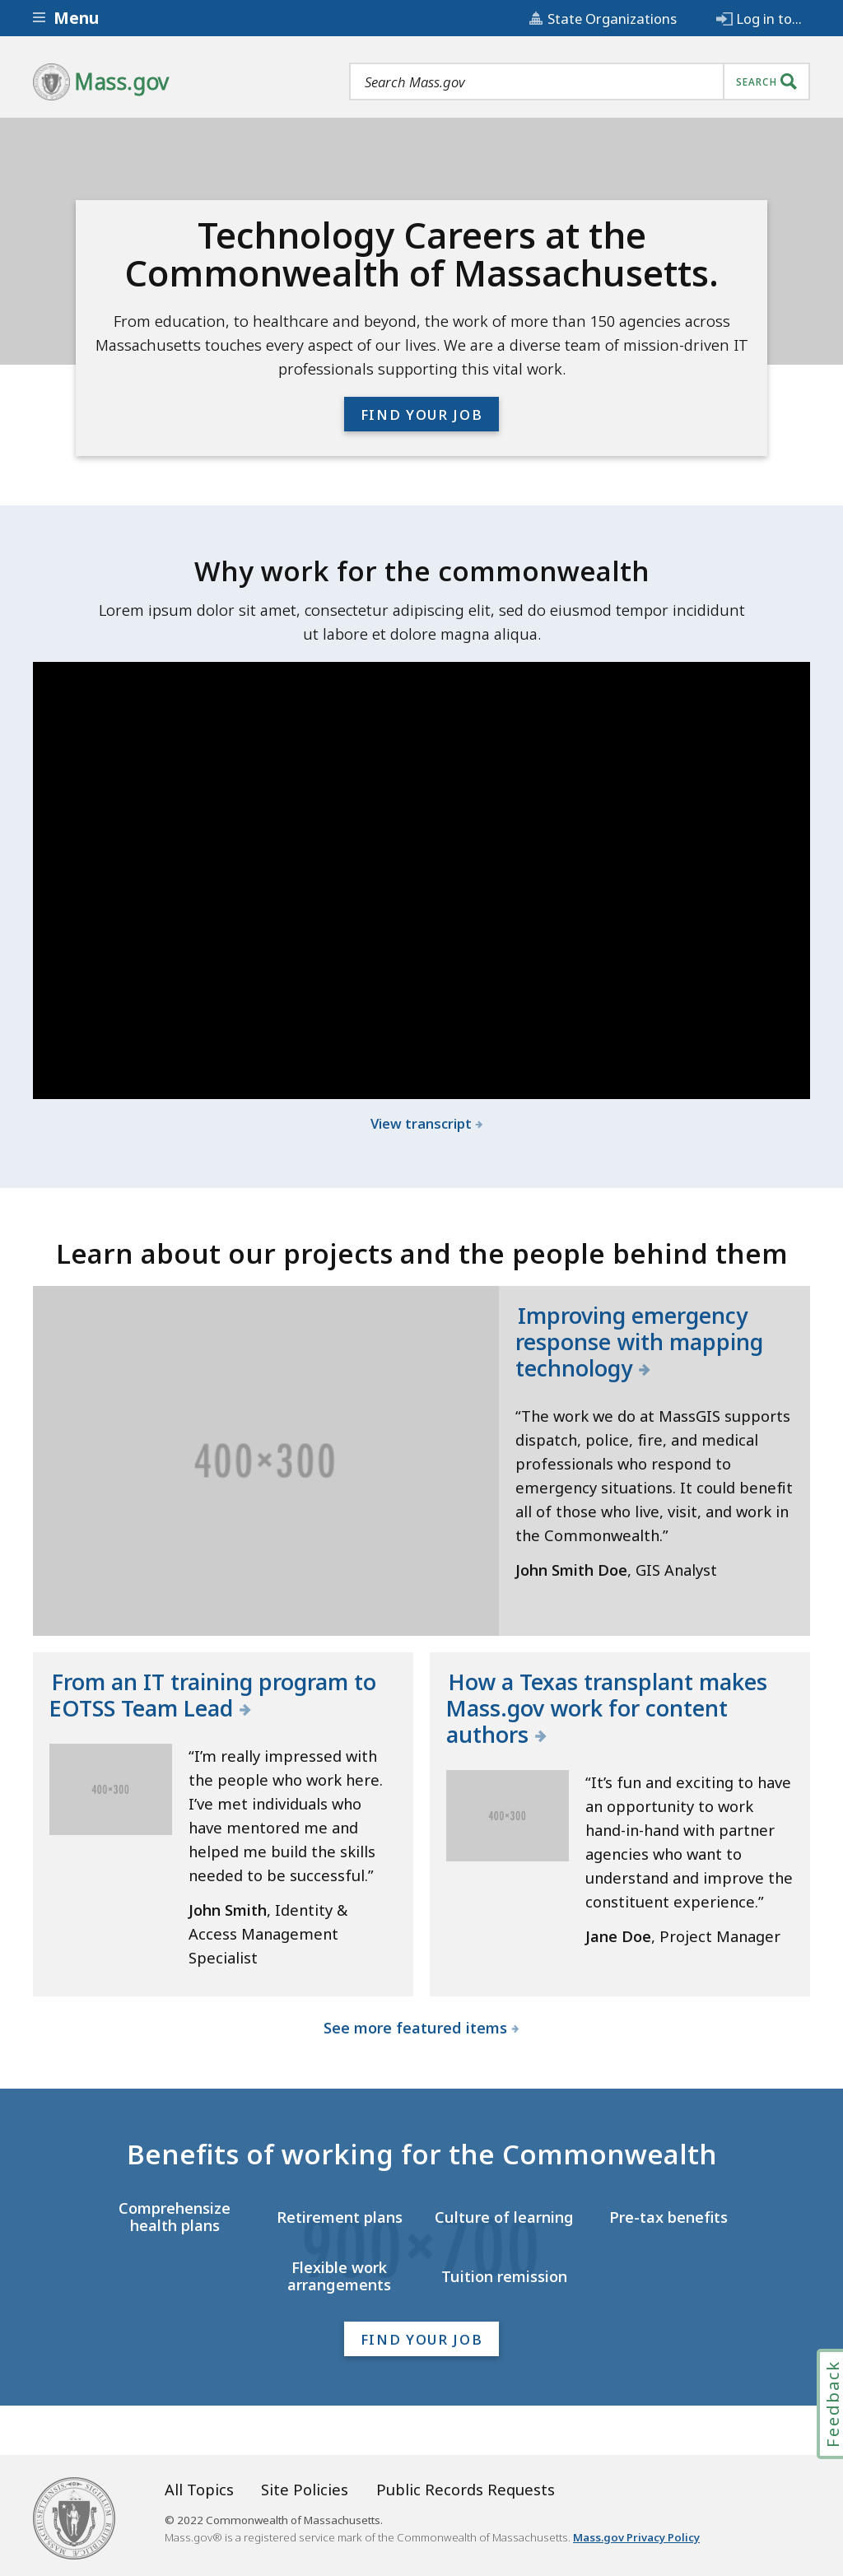 Menu
State Organizations
Log in to...
Mass.gov
Search Mass.gov
SEARCH
Technology Careers at the
Commonwealth of Massachusetts.
From education, to healthcare and beyond, the work of more than 150 agencies across
Massachusetts touches every aspect of our lives. We are a diverse team of mission-driven IT
professionals supporting this vital work.
FIND YOUR JOB
Why work for the commonwealth
Lorem ipsum dolor sit amet, consectetur adipiscing elit, sed do eiusmod tempor incididunt
ut labore et dolore magna aliqua.
View transcript
Learn about our projects and the people behind them
400×300
Improving emergency
response with mapping
technology
“The work we do at MassGIS supports
dispatch, police, fire, and medical
professionals who respond to
emergency situations. It could benefit
all of those who live, visit, and work in
the Commonwealth.”
John Smith Doe, GIS Analyst
From an IT training program to
EOTSS Team Lead
400×300
“I’m really impressed with
the people who work here.
I’ve met individuals who
have mentored me and
helped me build the skills
needed to be successful.”
John Smith, Identity &
Access Management
Specialist
How a Texas transplant makes
Mass.gov work for content
authors
400×300
“It’s fun and exciting to have
an opportunity to work
hand-in-hand with partner
agencies who want to
understand and improve the
constituent experience.”
Jane Doe, Project Manager
See more featured items
Benefits of working for the Commonwealth
Comprehensize
health plans
Retirement plans
Culture of learning
Pre-tax benefits
900×700
Flexible work
arrangements
Tuition remission
FIND YOUR JOB
Feedback
All Topics
Site Policies
Public Records Requests
© 2022 Commonwealth of Massachusetts.
Mass.gov® is a registered service mark of the Commonwealth of Massachusetts. Mass.gov Privacy Policy